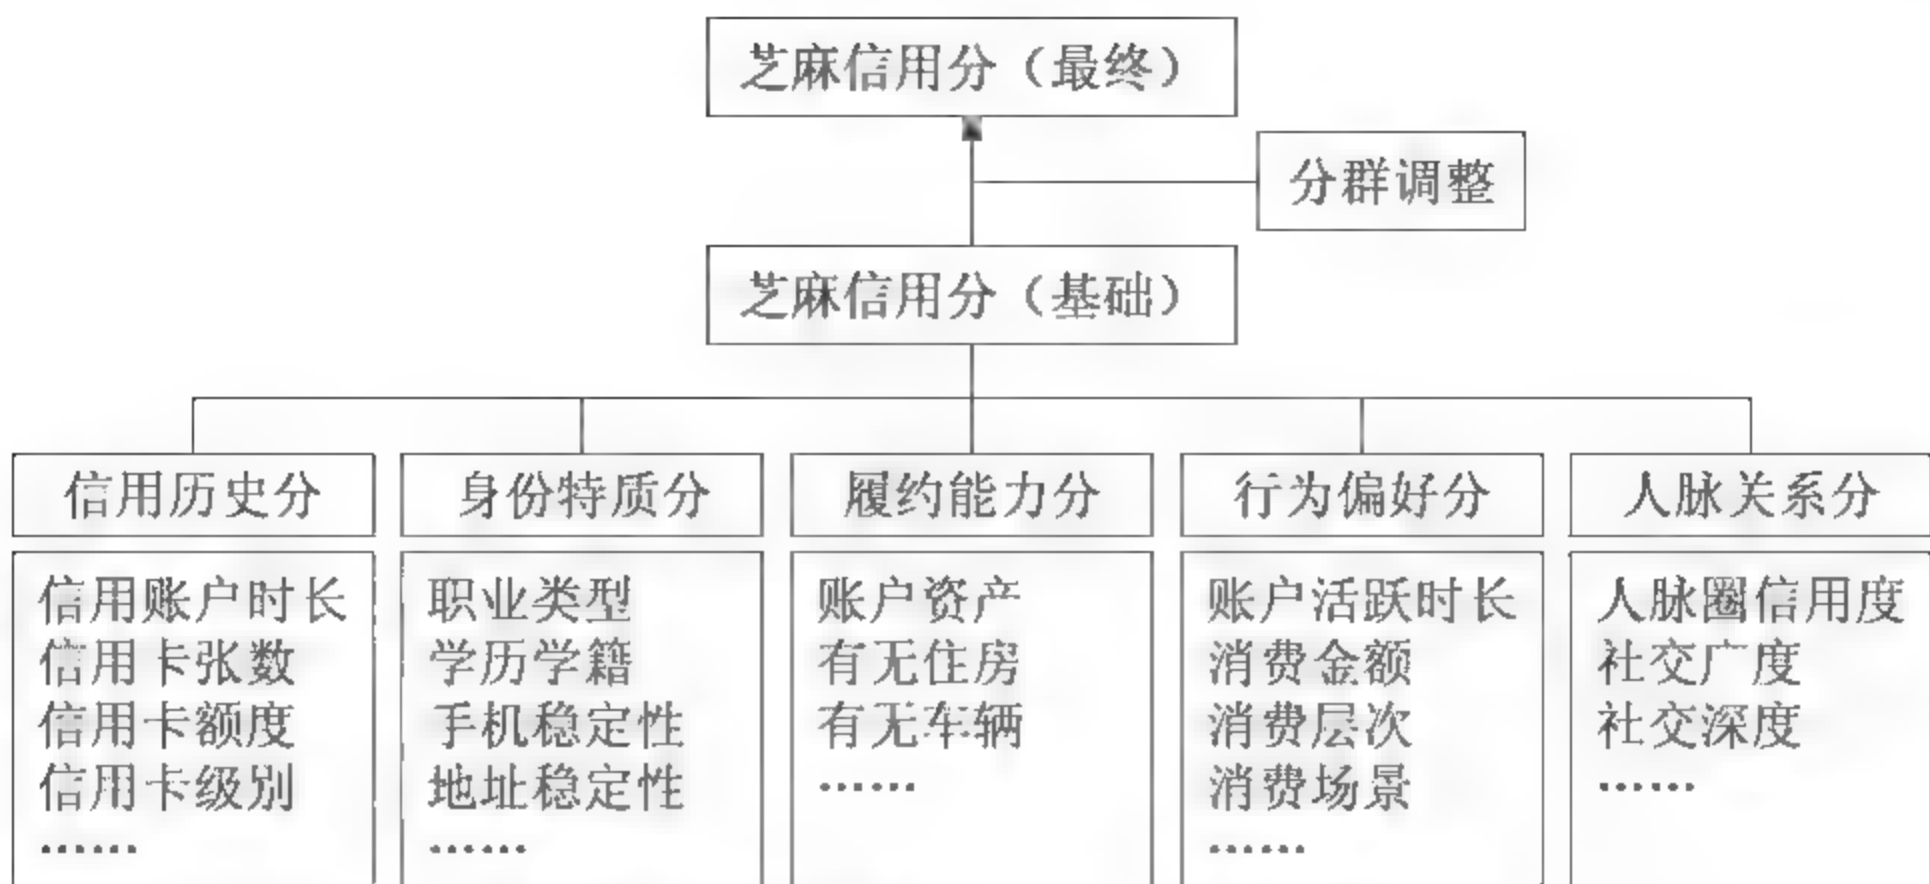 芝麻信用分（最终）
分群调整
芝麻信用分（基础）
信用历史分
身份特质分
履约能力分
行为偏好分
人脉关系分
信用账户时长
信用卡张数
信用卡额度
信用卡级别
……
职业类型
学历学籍
手机稳定性
地址稳定性
……
账户资产
有无住房
有无车辆
……
账户活跃时长
消费金额
消费层次
消费场景
……
人脉圈信用度
社交广度
社交深度
……